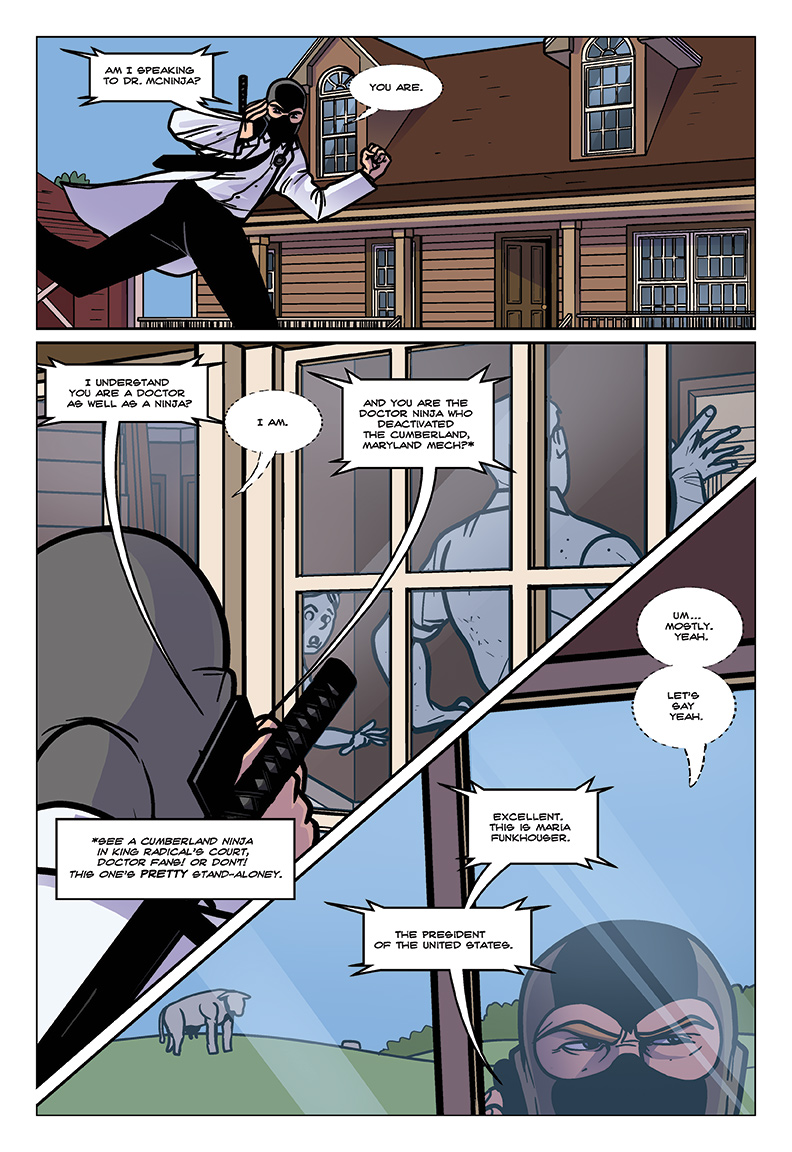 AM I SPEAKING
TO DR. MCNINJA?
YOU ARE.
I UNDERSTAND
YOU ARE A DOCTOR
AS WELL AS A NINJA?
I AM.
AND YOU ARE THE
DOCTOR NINJA WHO
DEACTIVATED
THE CUMBERLAND,
MARYLAND MECH?*
*SEE A CUMBERLAND NINJA
IN KING RADICAL'S COURT,
DOCTOR FANS! OR DON'T!
THIS ONE'S PRETTY STAND-ALONEY.
UM...
MOSTLY.
YEAH.
LET'S
SAY
YEAH.
EXCELLENT.
THIS IS MARIA
FUNKHOUSER.
THE PRESIDENT
OF THE UNITED STATES.